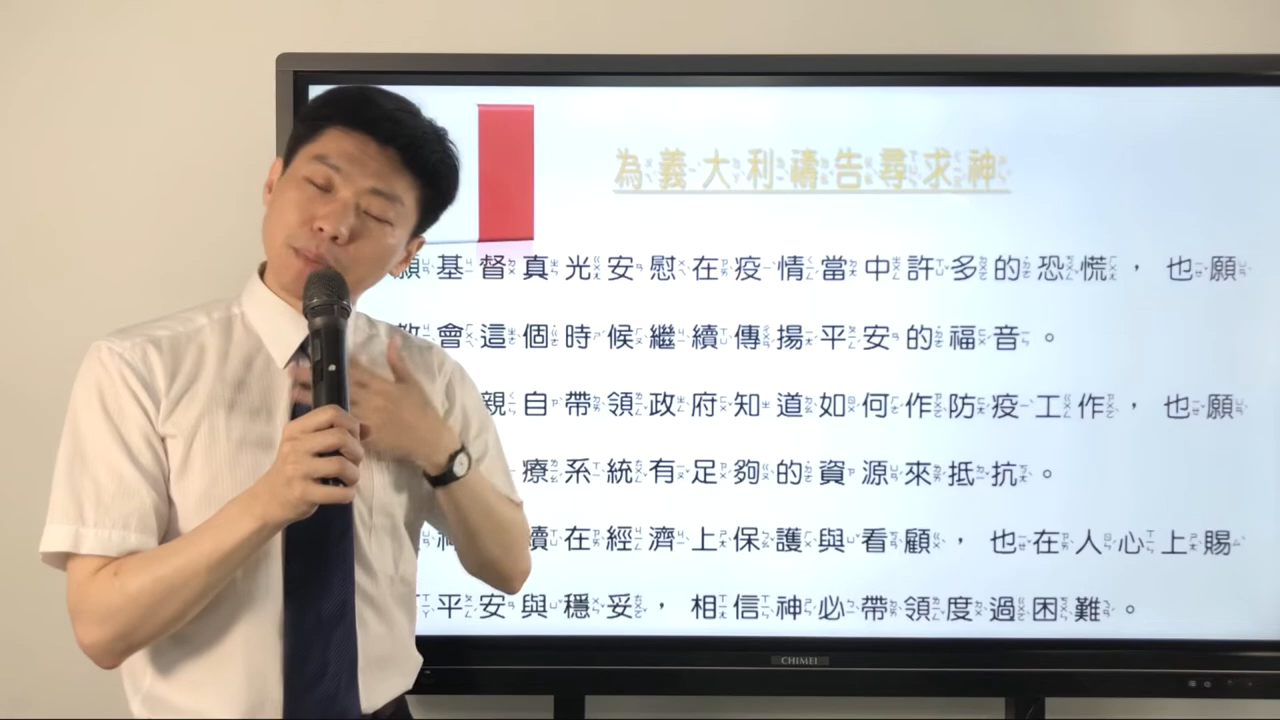 為義大利禱告尋求神
願基督真光安慰在疫情當中許多的恐慌，也願
教會這個時候繼續傳揚平安的福音。
親自帶領政府知道如何作防疫工作，也願
療系統有足夠的資源來抵抗。
續在經濟上保護與看顧，也在人心上賜
下平安與穩妥，相信神必帶領度過困難。
CHIMEI